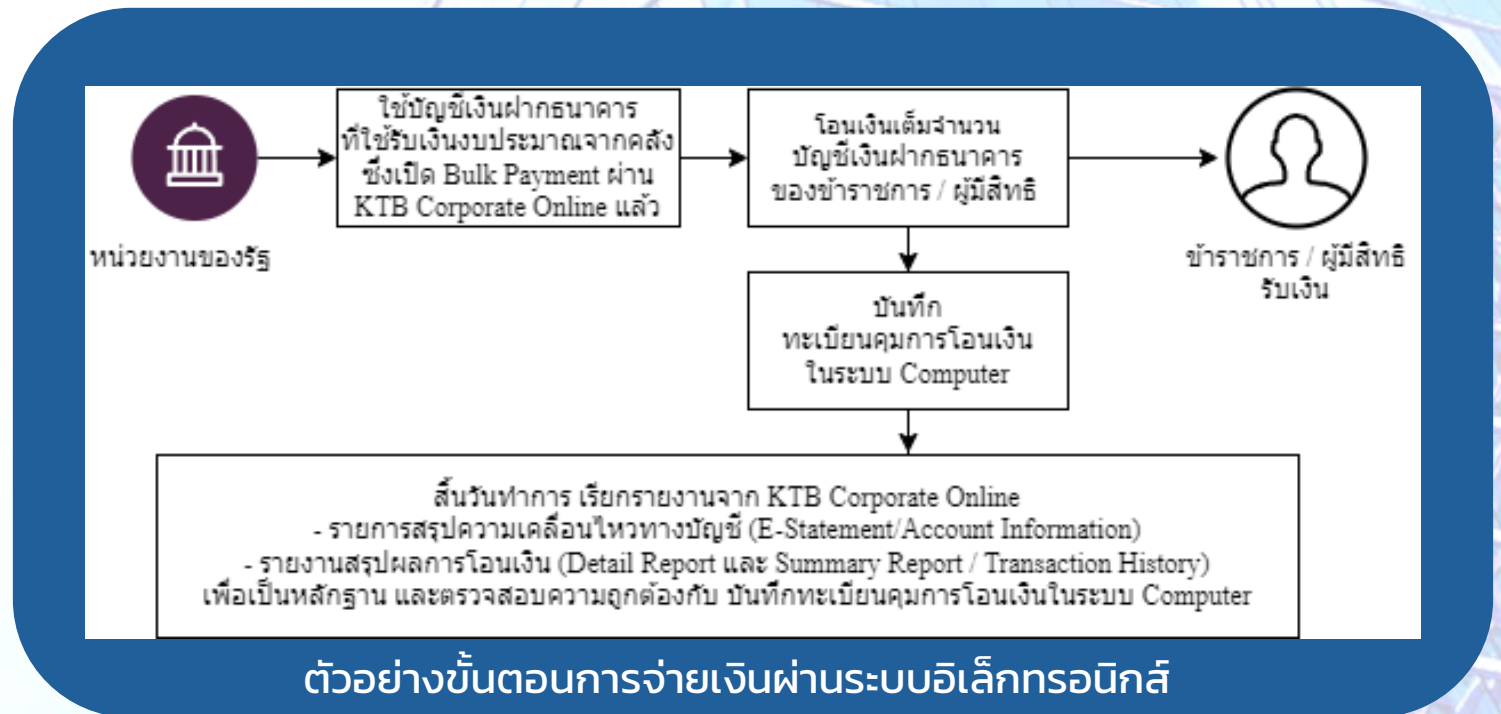 หน่วยงานของรัฐ
ใช้บัญชีเงินฝากธนาคาร
ที่ใช้รับเงินงบประมาณจากคลัง
ซึ่งเปิด Bulk Payment ผ่าน
KTB Corporate Online แล้ว
โอนเงินเต็มจำนวน
บัญชีเงินฝากธนาคาร
ของข้าราชการ / ผู้มีสิทธิ
ข้าราชการ / ผู้มีสิทธิ
รับเงิน
บันทึก
ทะเบียนคุมการโอนเงิน
ในระบบ Computer
สิ้นวันทำการ เรียกรายงานจาก KTB Corporate Online
- รายการสรุปความเคลื่อนไหวทางบัญชี (E-Statement/Account Information)
- รายงานสรุปผลการโอนเงิน (Detail Report และ Summary Report / Transaction History)
เพื่อเป็นหลักฐาน และตรวจสอบความถูกต้องกับ บันทึกทะเบียนคุมการโอนเงินในระบบ Computer
ตัวอย่างขั้นตอนการจ่ายเงินผ่านระบบอิเล็กทรอนิกส์